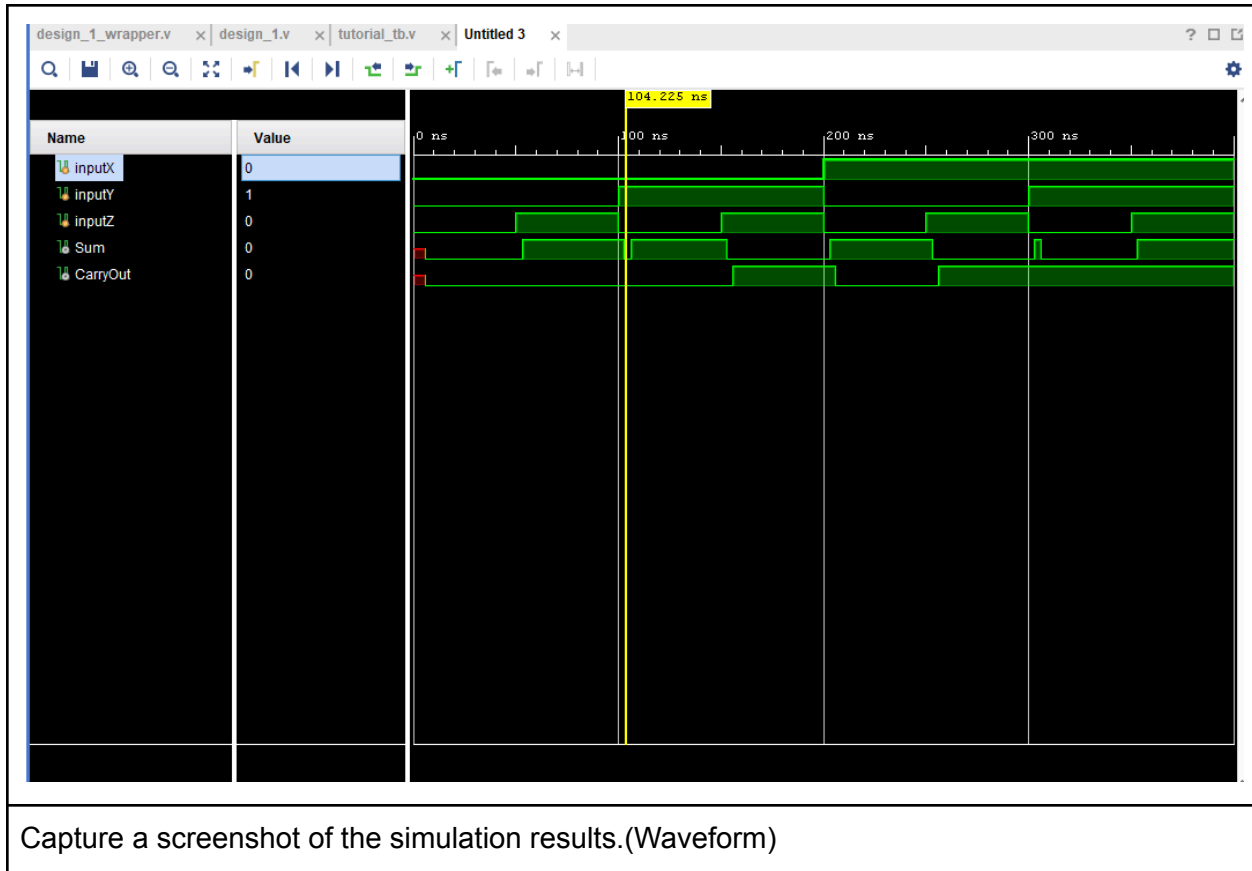 design_1_wrapper.v × design_1.v × tutorial_tb.v × Untitled 3 ×
104.225 ns
Name Value
0 ns 100 ns 200 ns 300 ns
inputX 0
inputY 1
inputZ 0
Sum 0
CarryOut 0
Capture a screenshot of the simulation results.(Waveform)